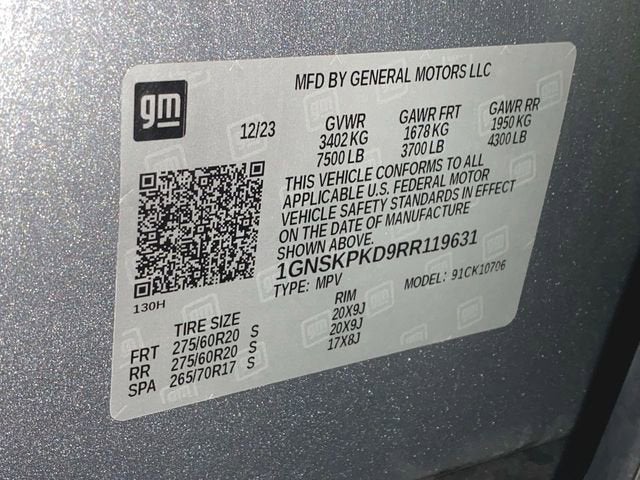 gm
MFD BY GENERAL MOTORS LLC
12/23
GVWR GAWR FRT GAWR RR
3402 KG 1678 KG 1950 KG
7500 LB 3700 LB 4300 LB
THIS VEHICLE CONFORMS TO ALL
APPLICABLE U.S. FEDERAL MOTOR
VEHICLE SAFETY STANDARDS IN EFFECT
ON THE DATE OF MANUFACTURE
SHOWN ABOVE.
1GNSKPKD9RR119631
TYPE: MPV MODEL: 91CK10706
130H
TIRE SIZE RIM
FRT 275/60R20 S 20X9J
RR 275/60R20 S 20X9J
SPA 265/70R17 S 17X8J